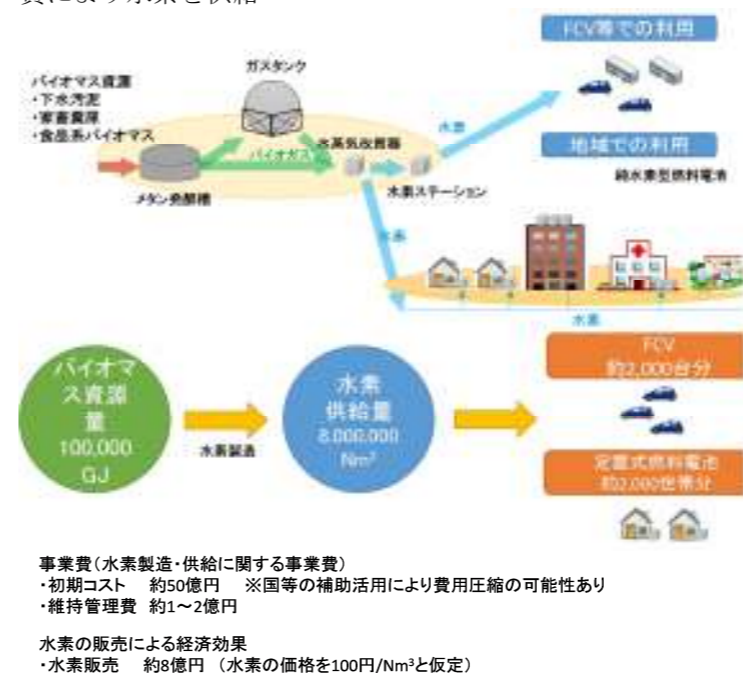 質により水素を供給
FCV等での利用
ガスタンク
バイオマス資源
・下水汚泥
・家畜糞尿
・食品系バイオマス
水素
水蒸気改質器
地域での利用
バイオガス
純水素型燃料電池
メタン発酵槽
水素ステーション
水素
水素
FCV
約2,000台分
バイオマ
ス資源
量
100,000
GJ
水素製造
水素
供給量
8,000,000
Nm³
定置式燃料電池
約2,000世帯分
事業費(水素製造・供給に関する事業費)
・初期コスト 約50億円 ※国等の補助活用により費用圧縮の可能性あり
・維持管理費 約1～2億円
水素の販売による経済効果
・水素販売 約8億円 (水素の価格を100円/Nm³と仮定)